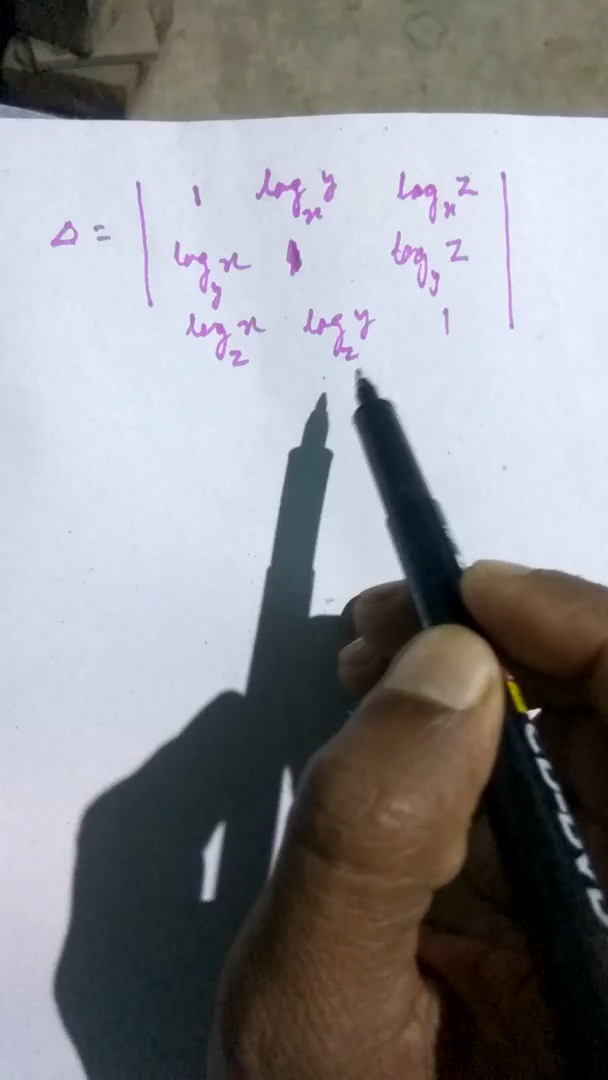 Δ = | 1 logₓy logₓz |
| log_y x 1 log_y z |
| log_z x log_z y 1 |